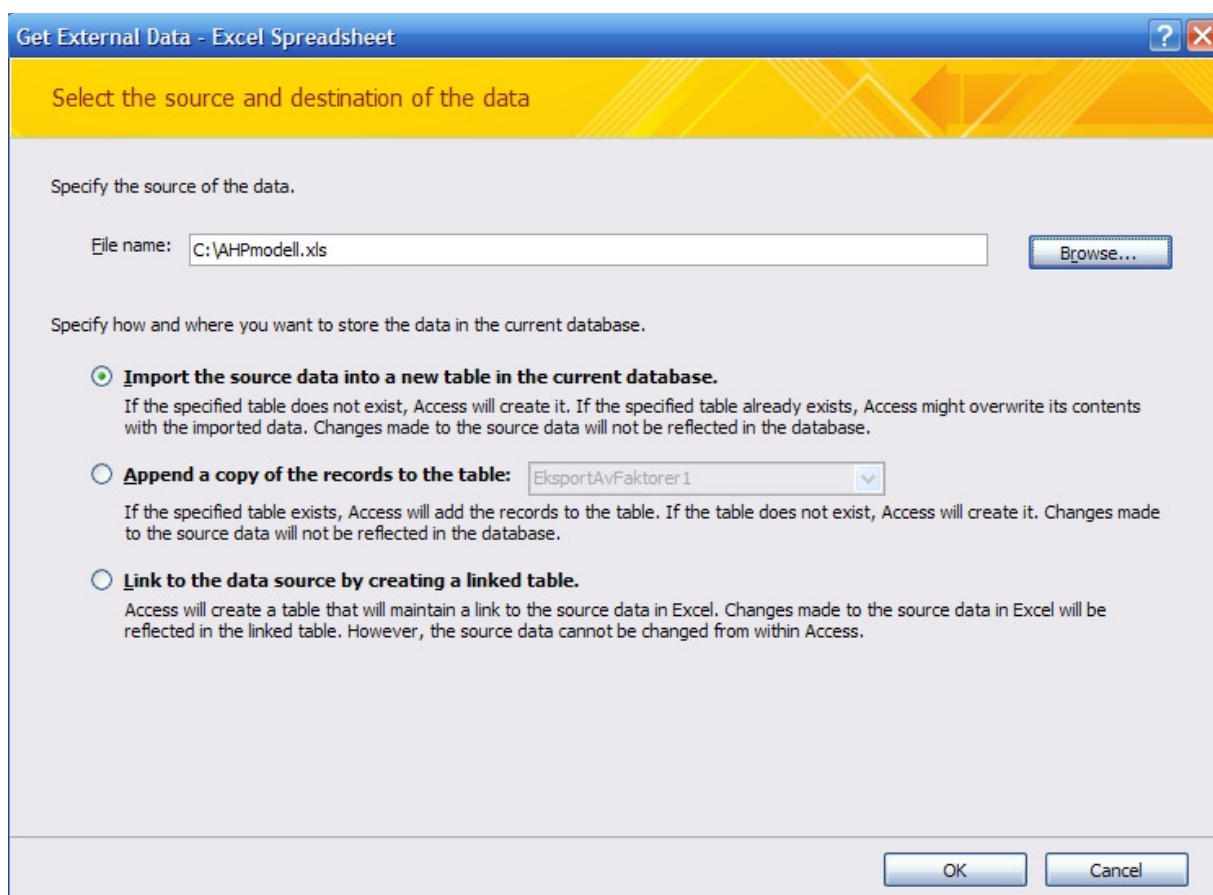 Get External Data - Excel Spreadsheet
Select the source and destination of the data
Specify the source of the data.
File name: C:\AHPmodell.xls Browse...
Specify how and where you want to store the data in the current database.
Import the source data into a new table in the current database.
If the specified table does not exist, Access will create it. If the specified table already exists, Access might overwrite its contents
with the imported data. Changes made to the source data will not be reflected in the database.
Append a copy of the records to the table: EksportAvFaktorer1
If the specified table exists, Access will add the records to the table. If the table does not exist, Access will create it. Changes made
to the source data will not be reflected in the database.
Link to the data source by creating a linked table.
Access will create a table that will maintain a link to the source data in Excel. Changes made to the source data in Excel will be
reflected in the linked table. However, the source data cannot be changed from within Access.
OK Cancel